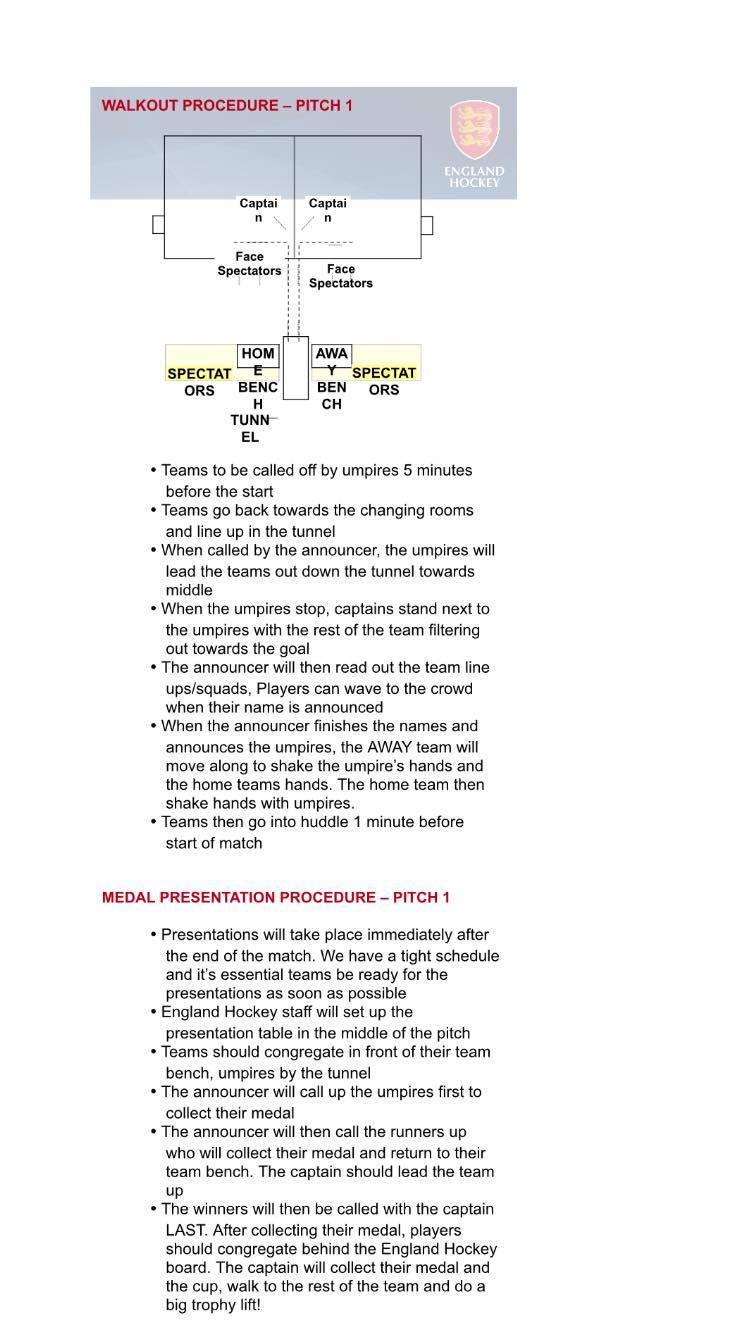 WALKOUT PROCEDURE – PITCH 1
ENGLAND
HOCKEY
Captai
n
Captai
n
Face
Spectators
Face
Spectators
HOM
E
BENC
H
AWA
Y
BEN
CH
SPECTAT
ORS
SPECTAT
ORS
TUNN
EL
• Teams to be called off by umpires 5 minutes
before the start
• Teams go back towards the changing rooms
and line up in the tunnel
• When called by the announcer, the umpires will
lead the teams out down the tunnel towards
middle
• When the umpires stop, captains stand next to
the umpires with the rest of the team filtering
out towards the goal
• The announcer will then read out the team line
ups/squads, Players can wave to the crowd
when their name is announced
• When the announcer finishes the names and
announces the umpires, the AWAY team will
move along to shake the umpire’s hands and
the home teams hands. The home team then
shake hands with umpires.
• Teams then go into huddle 1 minute before
start of match
MEDAL PRESENTATION PROCEDURE – PITCH 1
• Presentations will take place immediately after
the end of the match. We have a tight schedule
and it’s essential teams be ready for the
presentations as soon as possible
• England Hockey staff will set up the
presentation table in the middle of the pitch
• Teams should congregate in front of their team
bench, umpires by the tunnel
• The announcer will call up the umpires first to
collect their medal
• The announcer will then call the runners up
who will collect their medal and return to their
team bench. The captain should lead the team
up
• The winners will then be called with the captain
LAST. After collecting their medal, players
should congregate behind the England Hockey
board. The captain will collect their medal and
the cup, walk to the rest of the team and do a
big trophy lift!